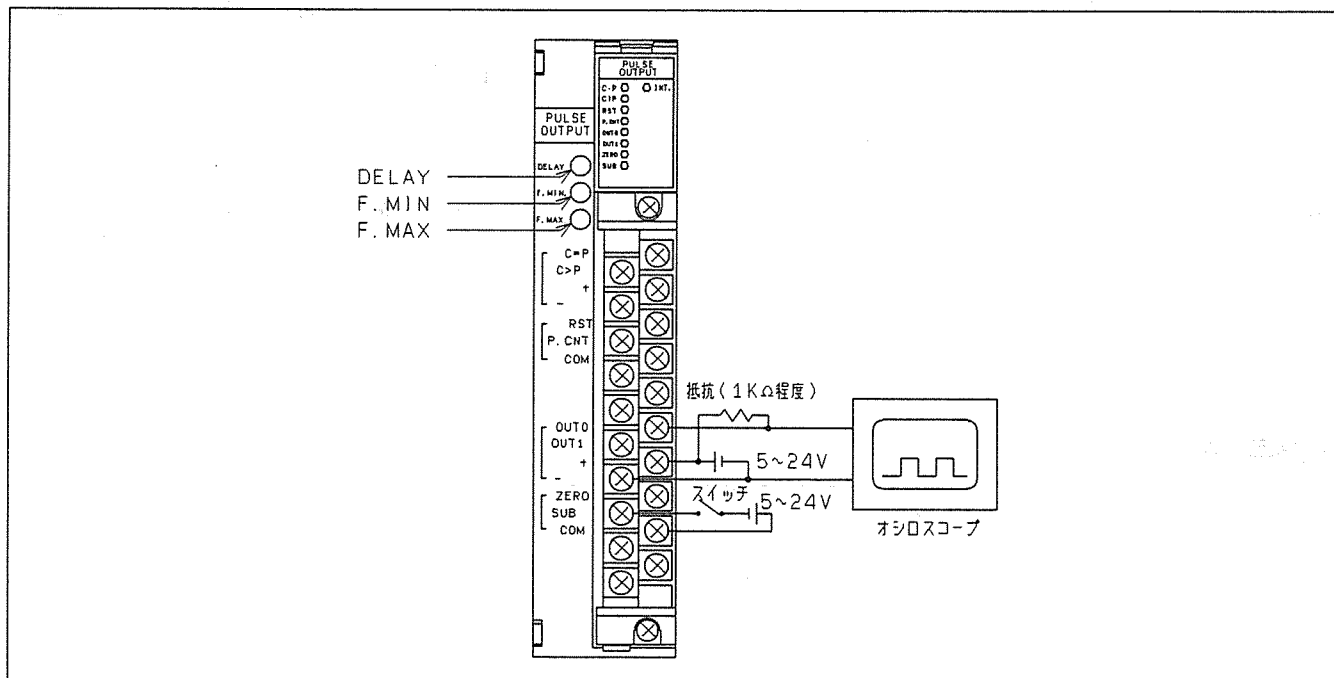 PULSE
OUTPUT
C-P
INT.
C)P
RST
P.CNT
OUT0
OUT1
ZERO
SUB
PULSE
OUTPUT
DELAY
DELAY
F.MIN
F.MIN.
F.MAX
F.MAX
C=P
C>P
+
-
RST
P.CNT
COM
抵抗(1KΩ程度)
OUT0
OUT1
+
5~24V
-
ZERO
スイッチ
5~24V
SUB
COM
オシロスコープ